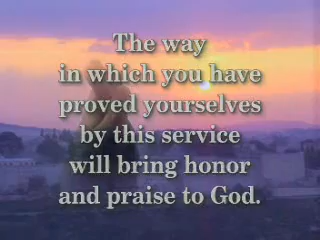 The way
in which you have
proved yourselves
by this service
will bring honor
and praise to God.